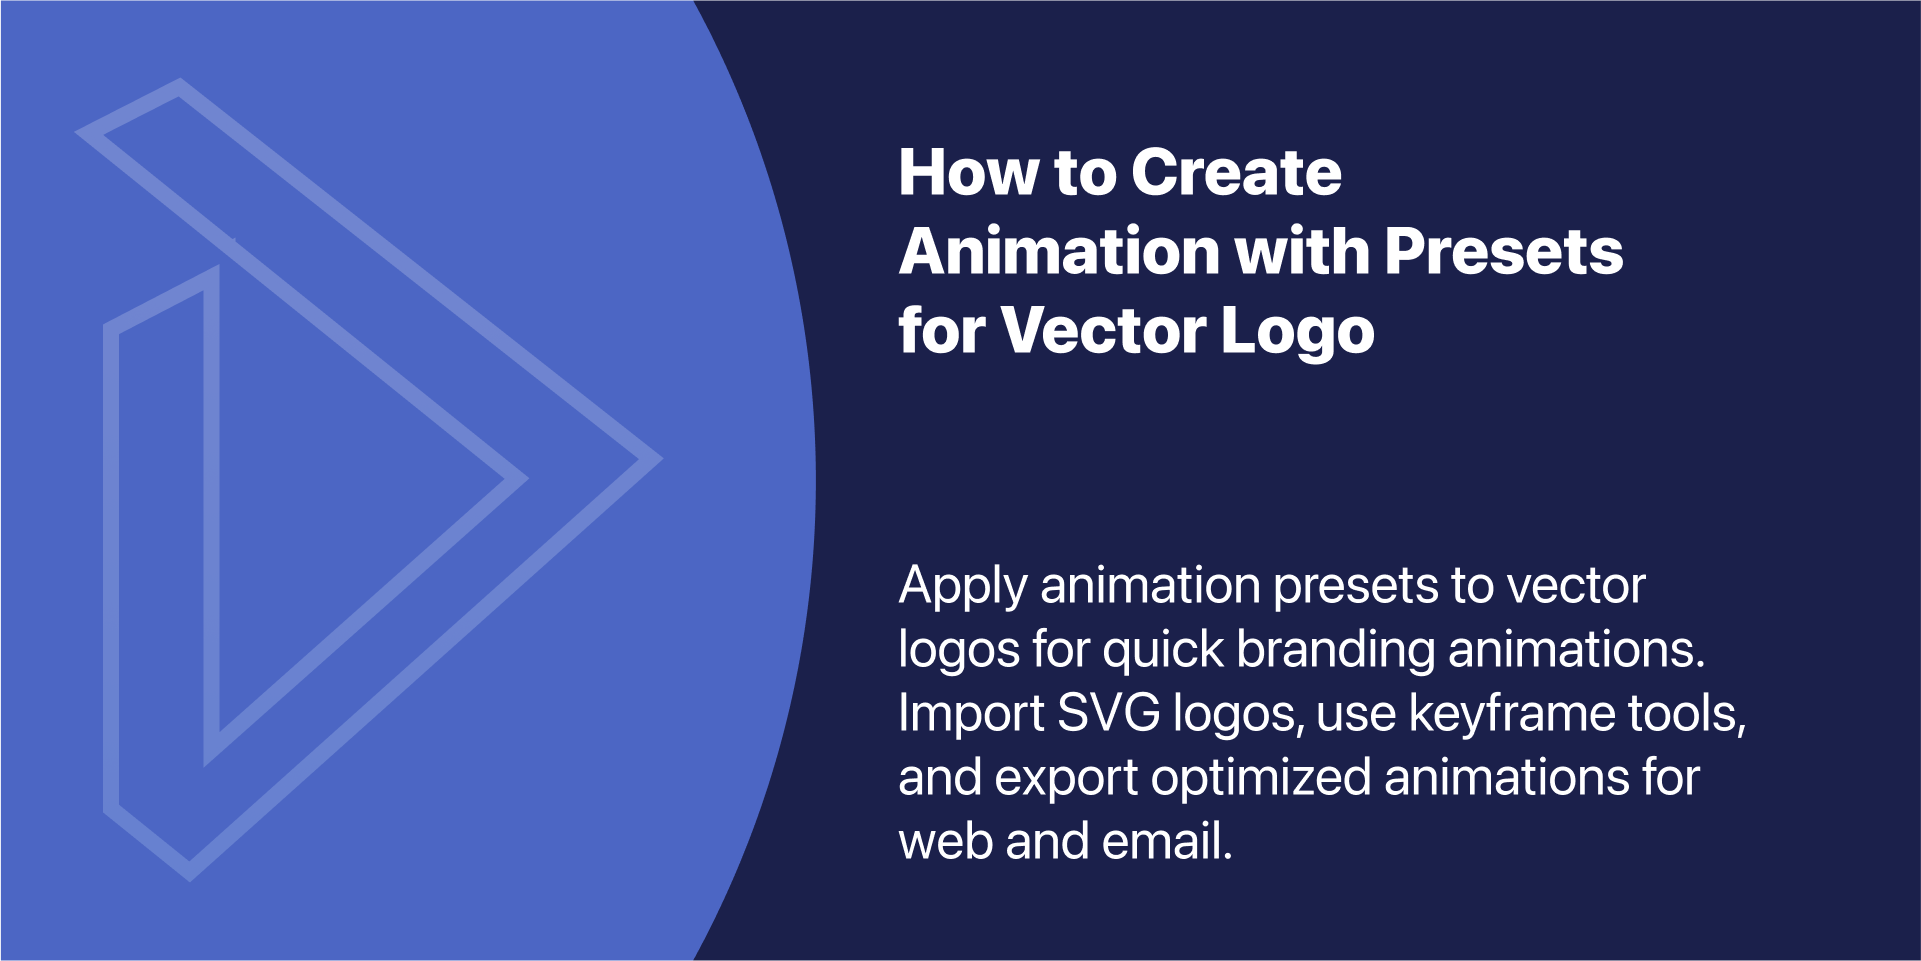 How to Create
Animation with Presets
for Vector Logo
Apply animation presets to vector
logos for quick branding animations.
Import SVG logos, use keyframe tools,
and export optimized animations for
web and email.